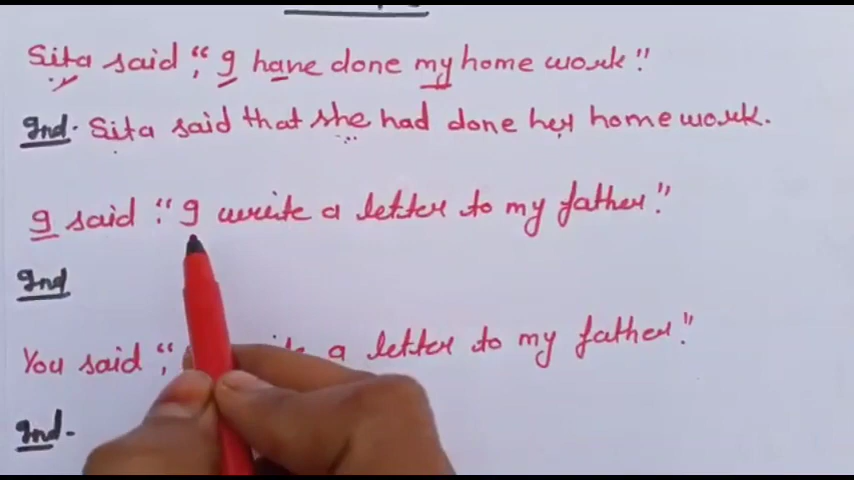 Sita said, "I have done my home work"
Ind. Sita said that she had done her home work.
I said "I write a letter to my father."
Ind
You said, " a letter to my father."
Ind.